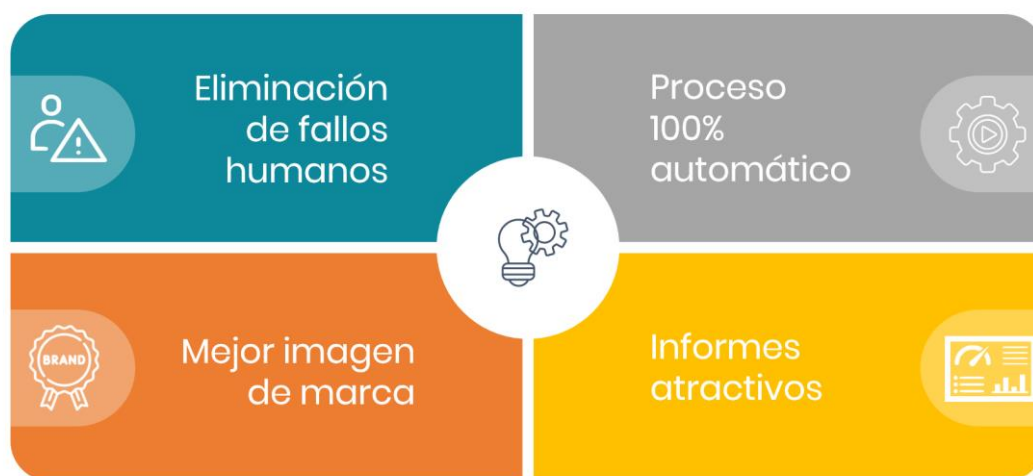 Eliminación
de fallos
humanos
Proceso
100%
automático
BRAND
Mejor imagen
de marca
Informes
atractivos